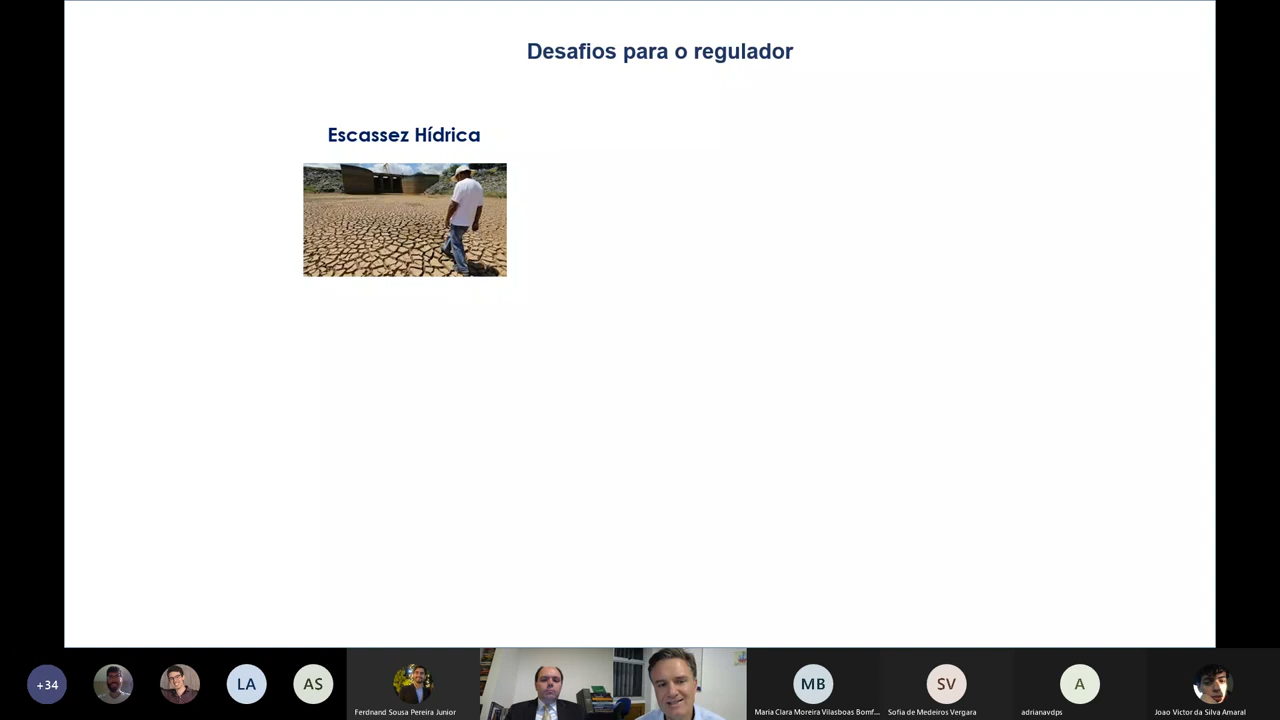 Desafios para o regulador
Escassez Hídrica
+34
LA
AS
Ferdnand Sousa Pereira Junior
MB
Maria Clara Moreira Vilasboas Bomf...
SV
Sofia de Medeiros Vergara
A
adrianavdps
Joao Victor da Silva Amaral